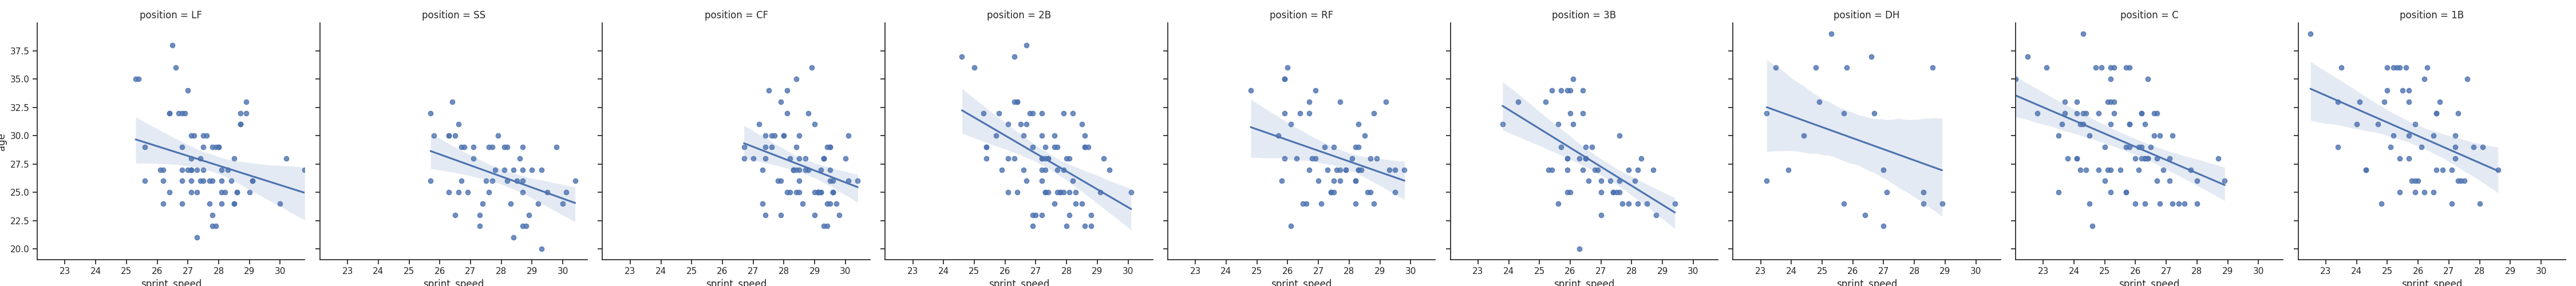 position = LF position = SS position = CF position = 2B position = RF position = 3B position = DH position = C position = 1B
37.5
35.0
32.5
30.0
age
27.5
25.0
22.5
20.0
23 24 25 26 27 28 29 30 23 24 25 26 27 28 29 30 23 24 25 26 27 28 29 30 23 24 25 26 27 28 29 30 23 24 25 26 27 28 29 30 23 24 25 26 27 28 29 30 23 24 25 26 27 28 29 30 23 24 25 26 27 28 29 30 23 24 25 26 27 28 29 30
sprint_speed sprint_speed sprint_speed sprint_speed sprint_speed sprint_speed sprint_speed sprint_speed sprint_speed